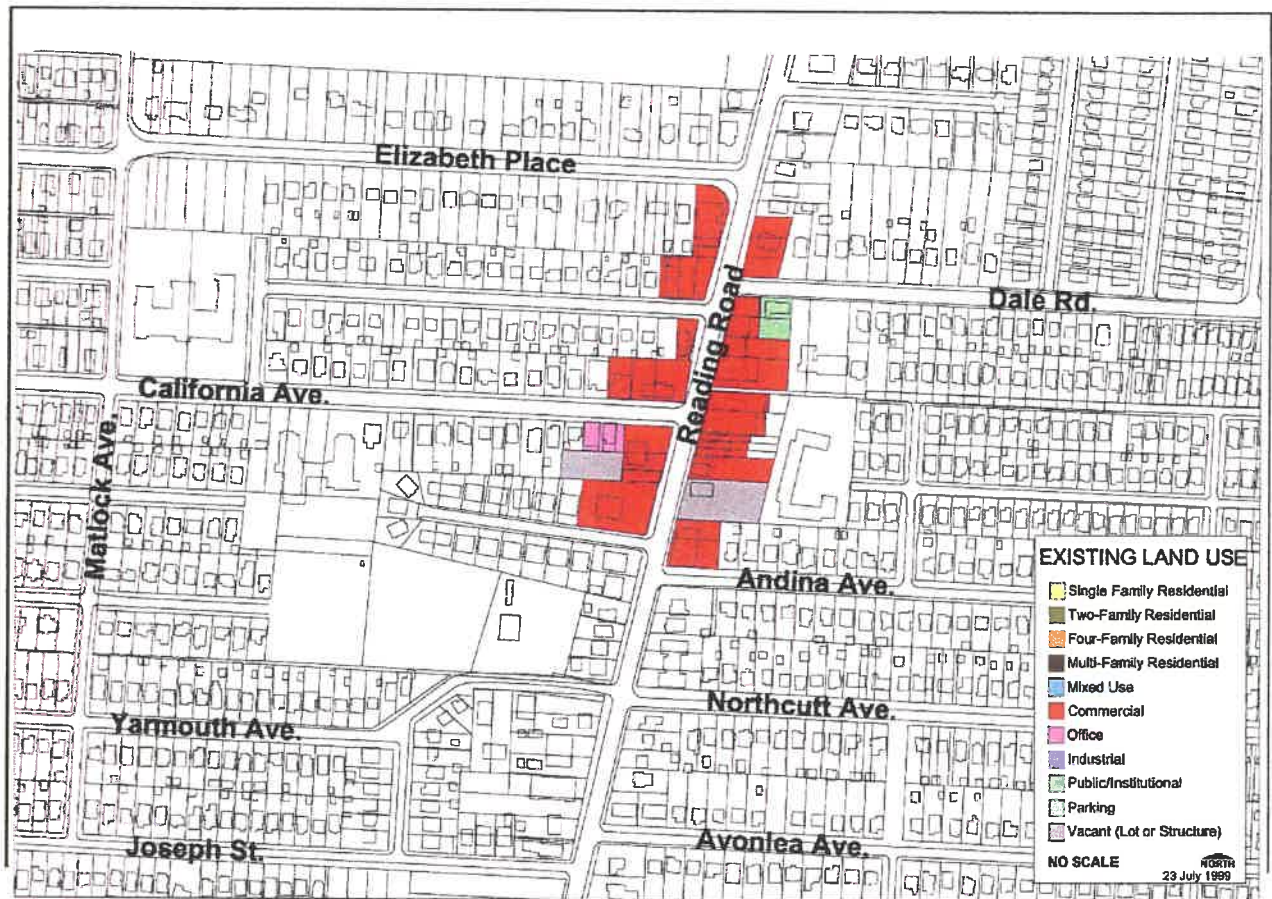 Elizabeth Place
Reading Road
Dale Rd.
California Ave.
Matlock Ave.
Andina Ave.
Northcutt Ave.
Yarmouth Ave.
Avonlea Ave.
Joseph St.
EXISTING LAND USE
Single Family Residential
Two-Family Residential
Four-Family Residential
Multi-Family Residential
Mixed Use
Commercial
Office
Industrial
Public/Institutional
Parking
Vacant (Lot or Structure)
NO SCALE
NORTH
23 July 1999